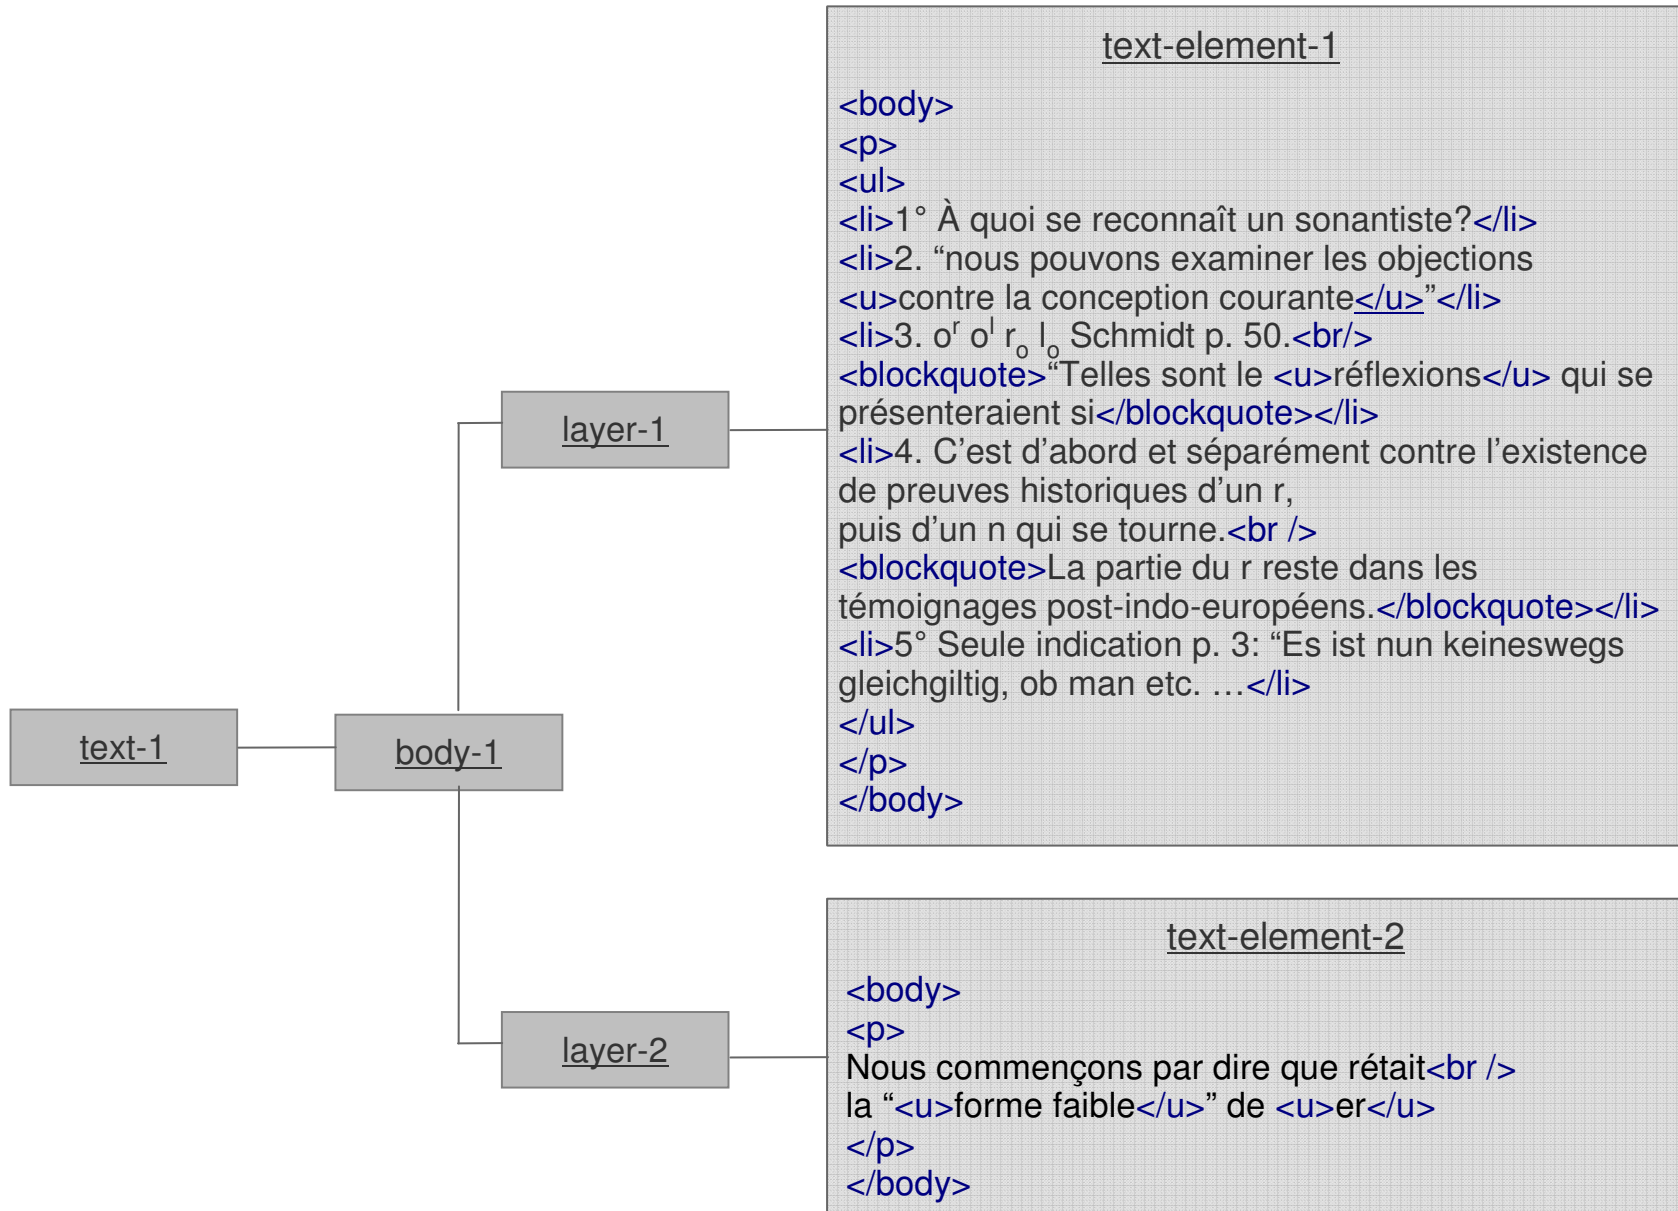 text-element-1
<body>
<p>
<ul>
<li>1° À quoi se reconnaît un sonantiste?</li>
<li>2. “nous pouvons examiner les objections
<u>contre la conception courante</u>”</li>
<li>3. oʳ oˡ rₒ lₒ Schmidt p. 50.<br/>
<blockquote>“Telles sont le <u>réflexions</u> qui se
présenteraient si</blockquote></li>
<li>4. C’est d’abord et séparément contre l’existence
de preuves historiques d’un r,
puis d’un n qui se tourne.<br />
<blockquote>La partie du r reste dans les
témoignages post-indo-européens.</blockquote></li>
<li>5° Seule indication p. 3: “Es ist nun keineswegs
gleichgiltig, ob man etc. …</li>
</ul>
</p>
</body>
layer-1
text-1
body-1
layer-2
text-element-2
<body>
<p>
Nous commençons par dire que rétait<br />
la “<u>forme faible</u>” de <u>er</u>
</p>
</body>